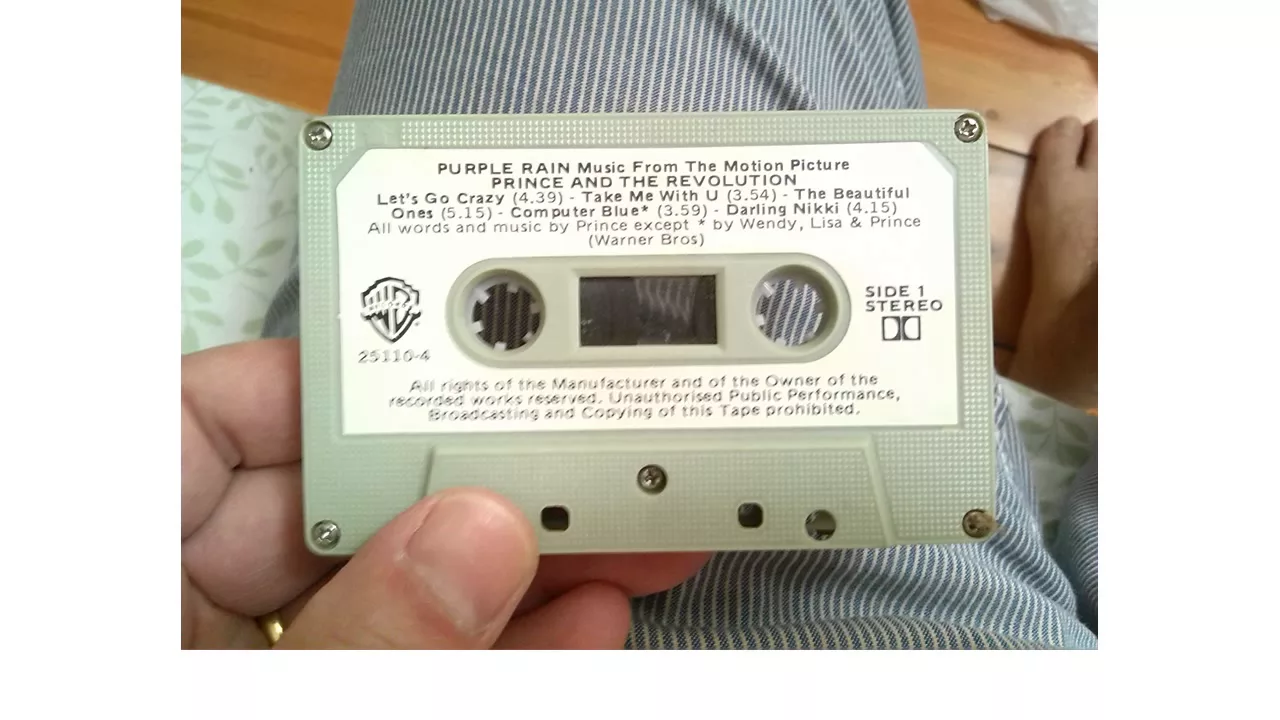 PURPLE RAIN Music From The Motion Picture
PRINCE AND THE REVOLUTION
Let's Go Crazy (4.39) - Take Me With U (3.54) - The Beautiful
Ones (5.15) - Computer Blue* (3.59) - Darling Nikki (4.15)
All words and music by Prince except * by Wendy, Lisa & Prince
(Warner Bros)
SIDE 1
STEREO
25110-4
All rights of the Manufacturer and of the Owner of the
recorded works reserved. Unauthorised Public Performance,
Broadcasting and Copying of this Tape prohibited.